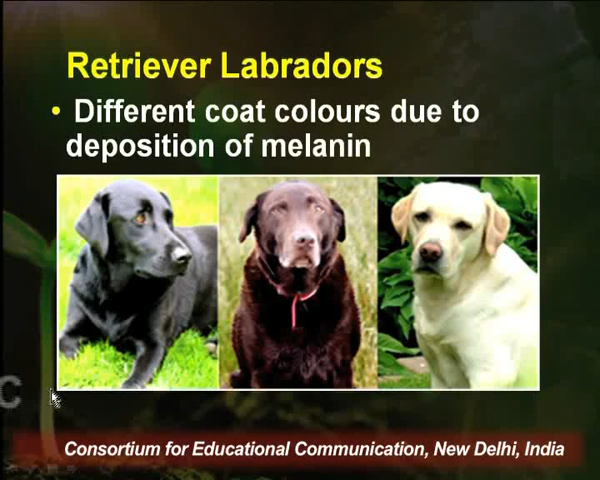 Retriever Labradors
• Different coat colours due to
deposition of melanin
C
Consortium for Educational Communication, New Delhi, India